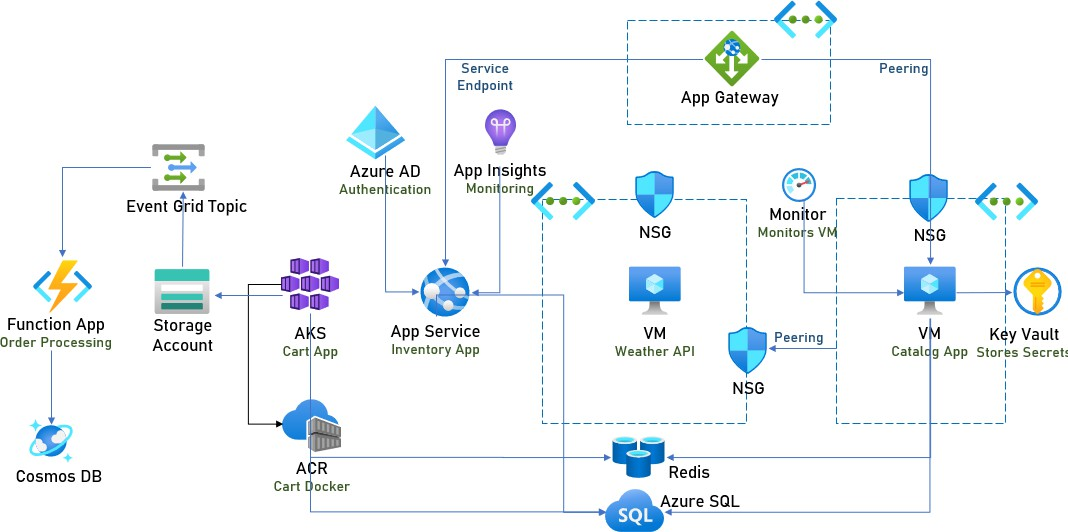 App Gateway
Service
Endpoint
Peering
Azure AD
Authentication
App Insights
Monitoring
Event Grid Topic
NSG
Monitor
Monitors VM
NSG
Function App
Order Processing
Storage
Account
AKS
Cart App
App Service
Inventory App
VM
Weather API
Peering
NSG
VM
Catalog App
Key Vault
Stores Secrets
Cosmos DB
ACR
Cart Docker
Redis
Azure SQL
SQL